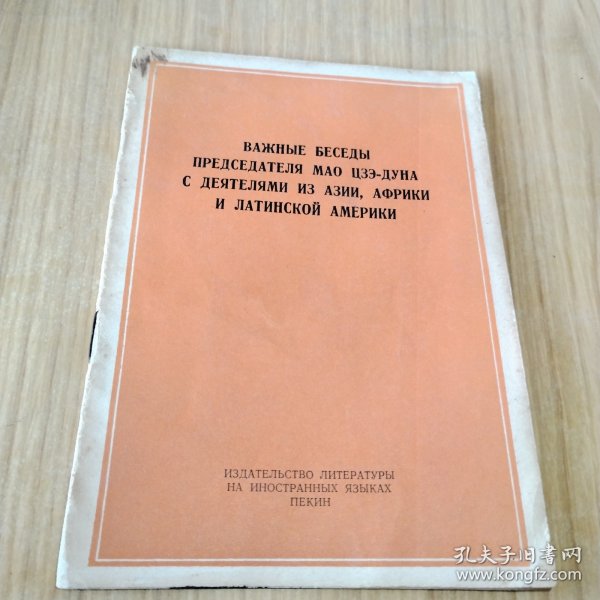 ВАЖНЫЕ БЕСЕДЫ
ПРЕДСЕДАТЕЛЯ МАО ЦЗЭ-ДУНА
С ДЕЯТЕЛЯМИ ИЗ АЗИИ, АФРИКИ
И ЛАТИНСКОЙ АМЕРИКИ
ИЗДАТЕЛЬСТВО ЛИТЕРАТУРЫ
НА ИНОСТРАННЫХ ЯЗЫКАХ
ПЕКИН
孔夫子旧书网
www.kongfz.com